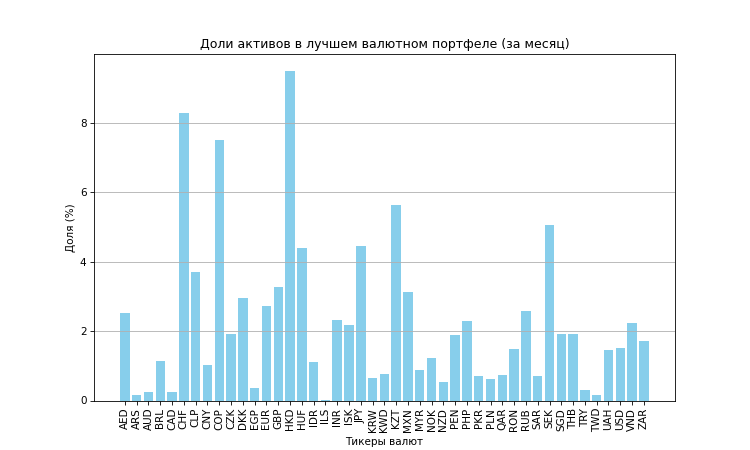 Доли активов в лучшем валютном портфеле (за месяц)
Доля (%)
8
6
4
2
0
AED ARS AUD BRL CAD CHF CLP CNY COP CZK DKK EGP EUR GBP HKD HUF IDR ILS INR ISK JPY KRW KWD KZT MXN MYR NOK NZD PEN PHP PKR PLN QAR RON RUB SAR SEK SGD THB TRY TWD UAH USD VND ZAR
Тикеры валют